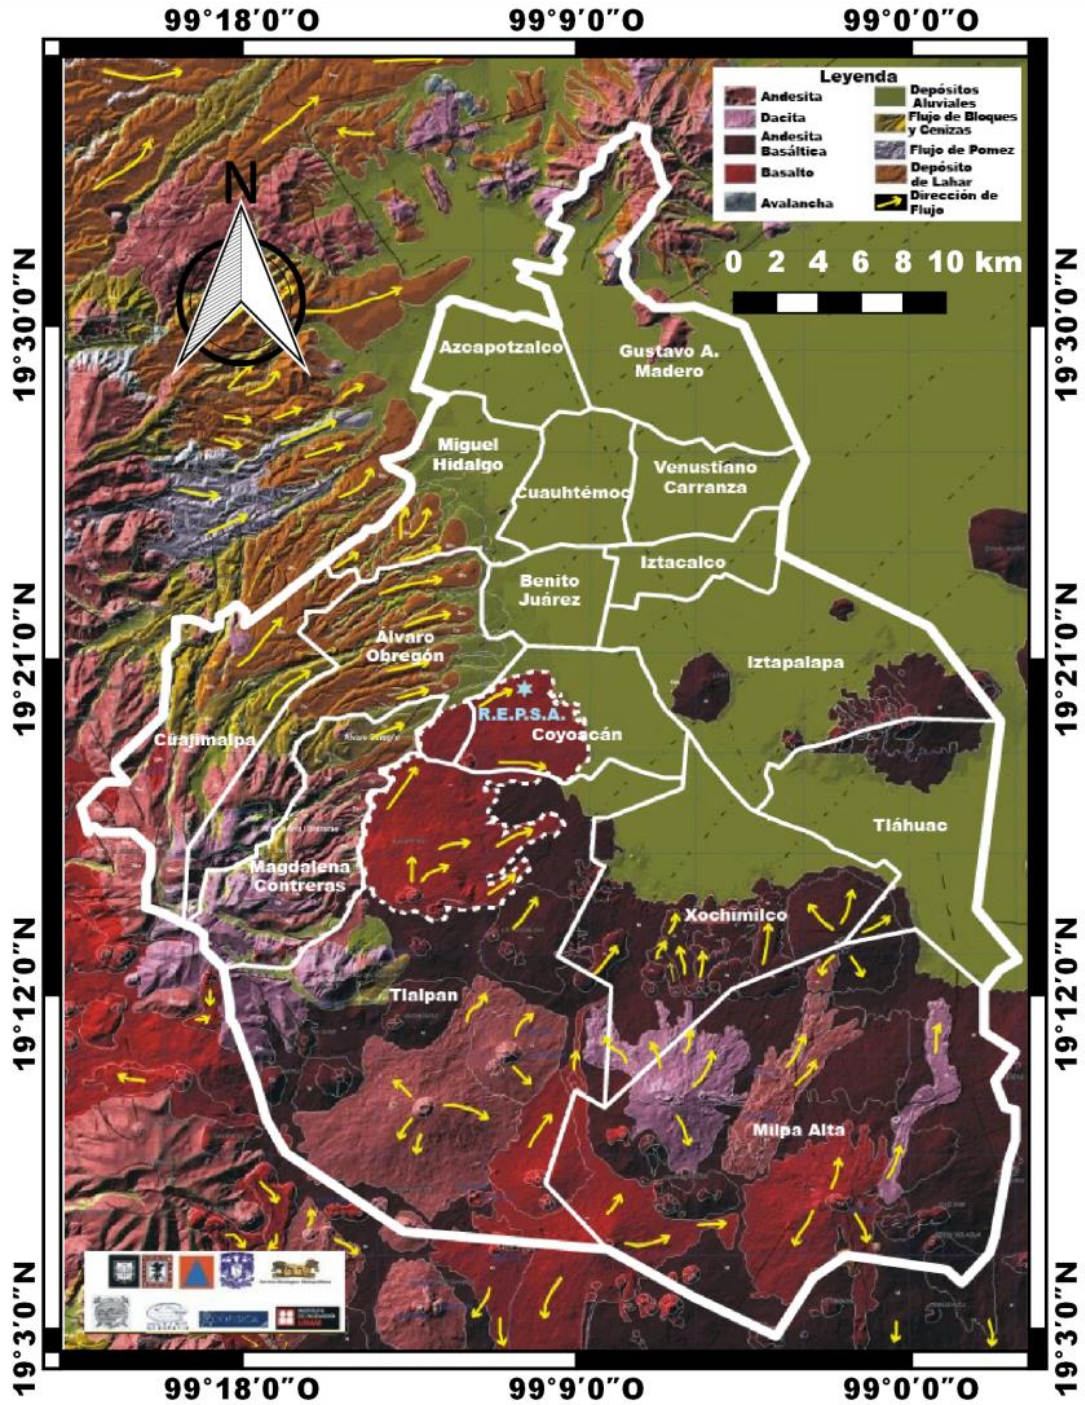 99°18′0″O 99°9′0″O 99°0′0″O
Leyenda
Andesita
Dacita
Andesita
Basáltica
Basalto
Avalancha
Depósitos
Aluviales
Flujo de Bloques
y Cenizas
Flujo de Pomez
Depósito
de Lahar
Dirección de
Flujo
N
0 2 4 6 8 10 km
19°30′0″N
19°30′0″N
Azcapotzalco
Gustavo A.
Madero
Miguel
Hidalgo
Cuauhtémoc
Venustiano
Carranza
Iztacalco
Benito
Juárez
19°21′0″N
19°21′0″N
Alvaro
Obregón
Iztapalapa
R.E.P.S.A.
Coyoacán
Cuajimalpa
Tláhuac
Magdalena
Contreras
Xochimilco
19°12′0″N
19°12′0″N
Tlalpan
Milpa Alta
19°3′0″N
19°3′0″N
99°18′0″O 99°9′0″O 99°0′0″O